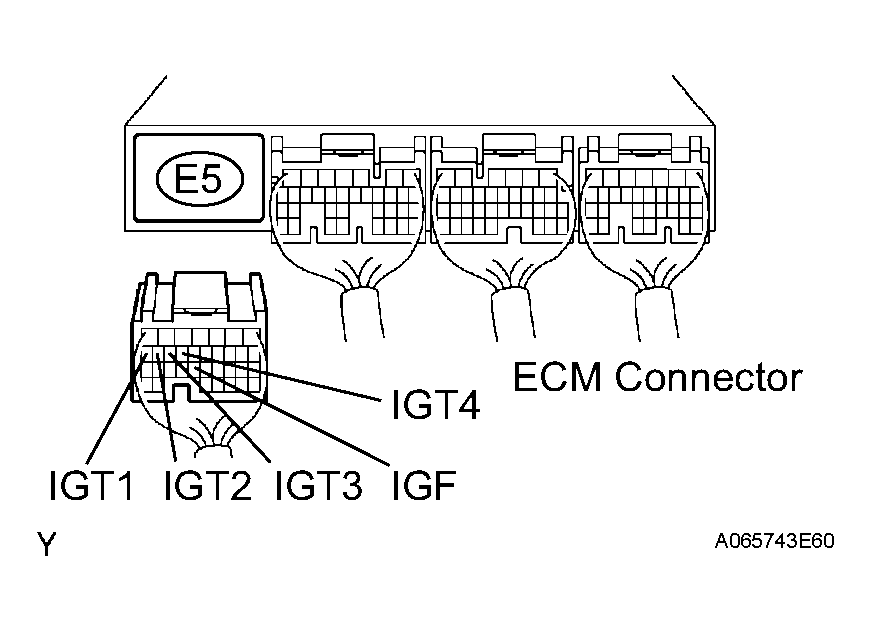 E5
ECM Connector
IGT4
IGT1 IGT2 IGT3 IGF
Y
A065743E60